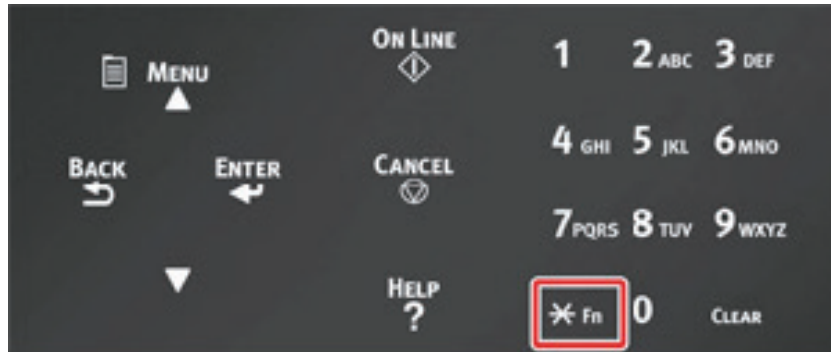 MENU
BACK
ENTER
ON LINE
CANCEL
HELP
?
1 2 ABC 3 DEF
4 GHI 5 JKL 6 MNO
7 PQRS 8 TUV 9 WXYZ
* Fn 0 CLEAR